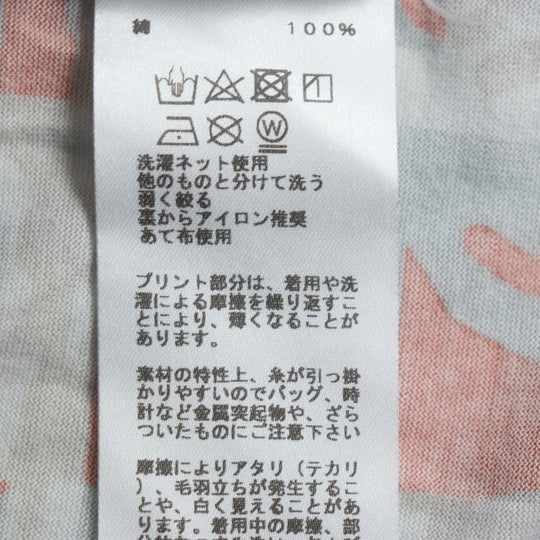 綿 100%
W
洗濯ネット使用
他のものと分けて洗う
弱く絞る
裏からアイロン推奨
あて布使用
プリント部分は、着用や洗
濯による摩擦を繰り返すこ
とにより、薄くなることが
あります。
素材の特性上、糸が引っ掛
かりやすいのでバッグ、時
計など金属突起物や、ざら
ついたものにご注意下さい
摩擦によりアタリ（テカリ
）、毛羽立ちが発生するこ
とや、白く見えることがあ
ります。着用中の摩擦、部